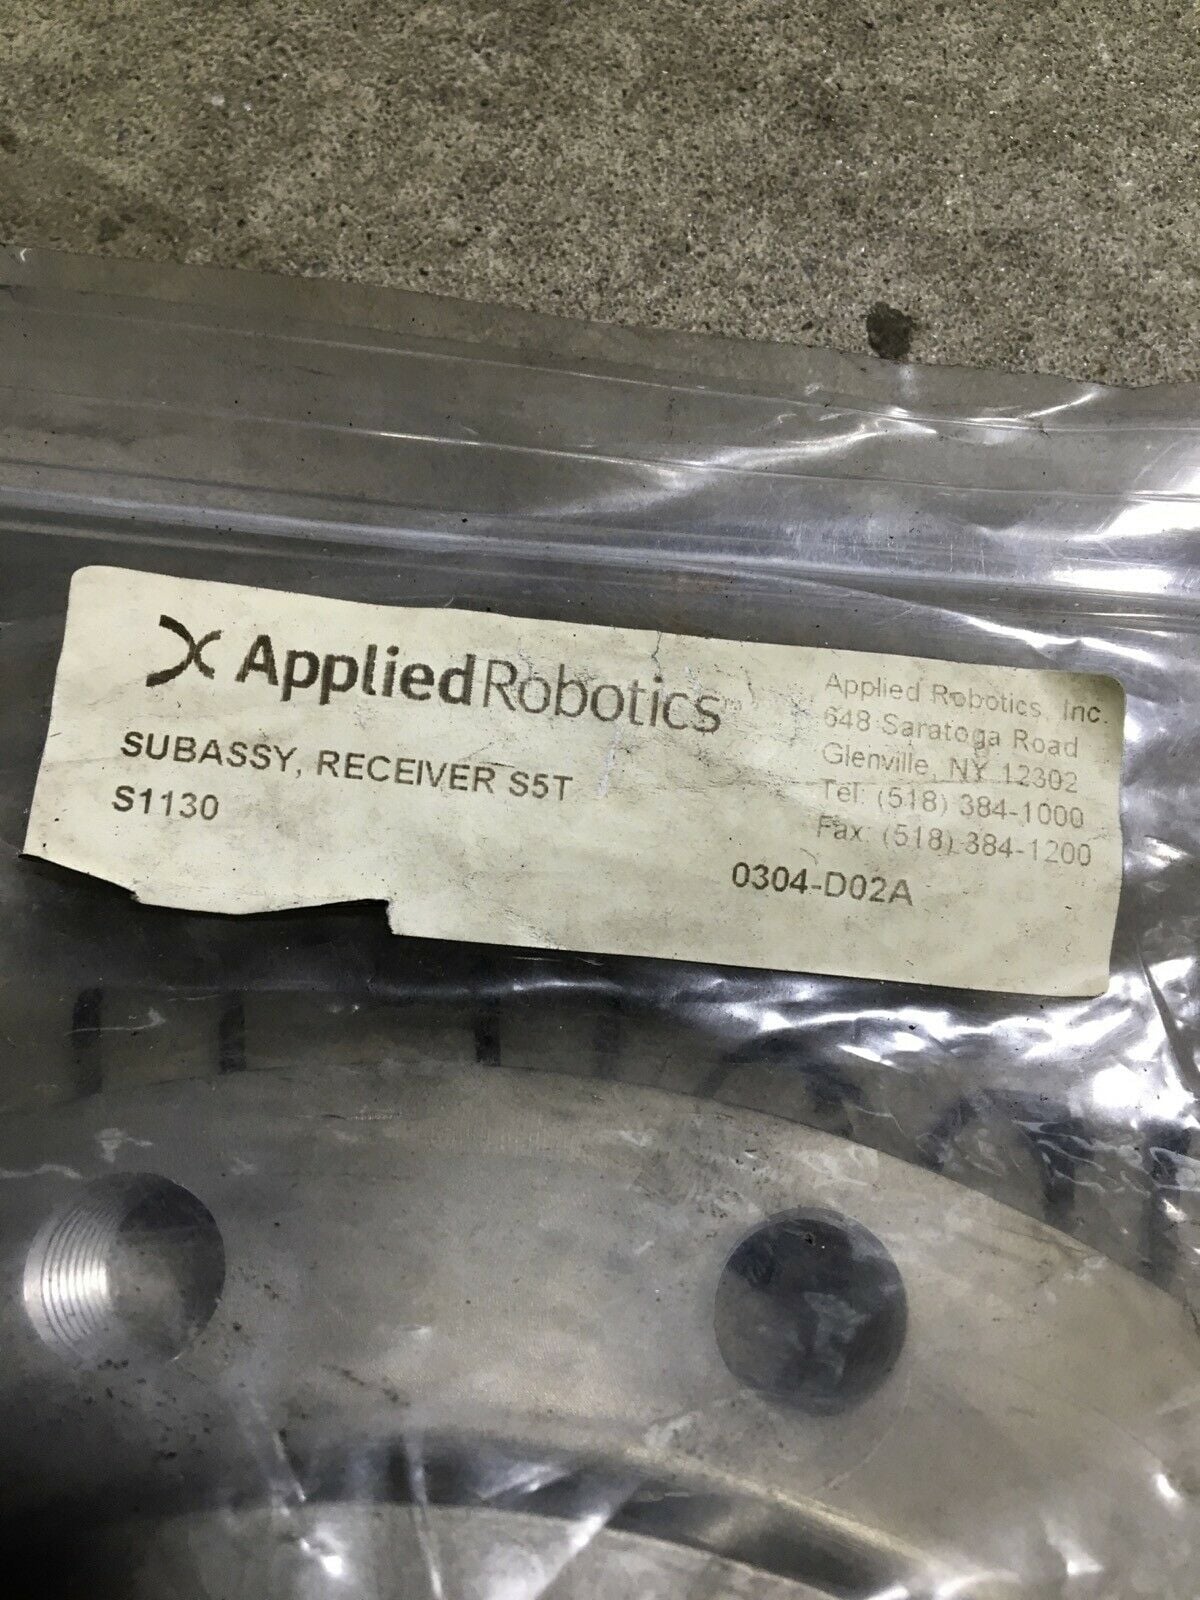 Applied Robotics™
SUBASSY, RECEIVER S5T
S1130
Applied Robotics, Inc.
648 Saratoga Road
Glenville, NY 12302
Tel: (518) 384-1000
Fax: (518) 384-1200
0304-D02A